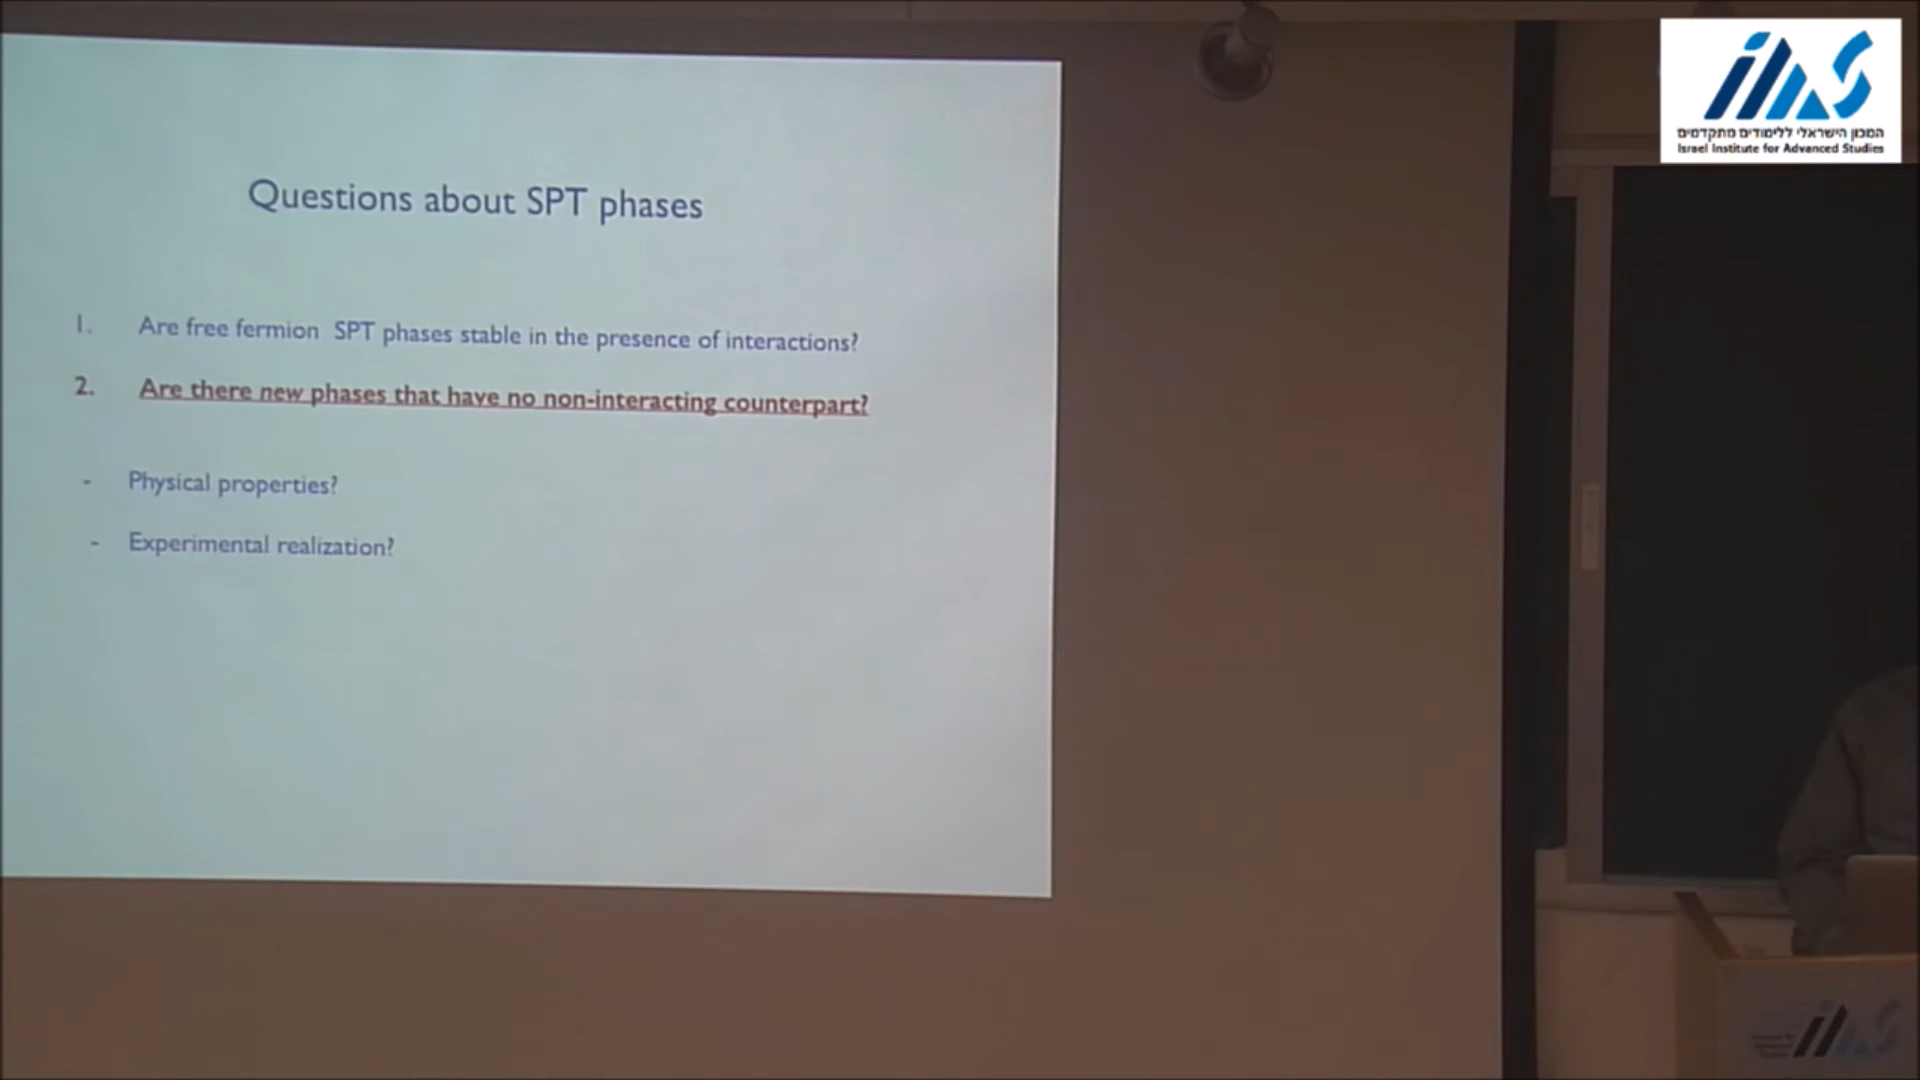 Questions about SPT phases
1. Are free fermion SPT phases stable in the presence of interactions?
2. Are there new phases that have no non-interacting counterpart?
- Physical properties?
- Experimental realization?
המכון הישראלי ללימודים מתקדמים
Israel Institute for Advanced Studies